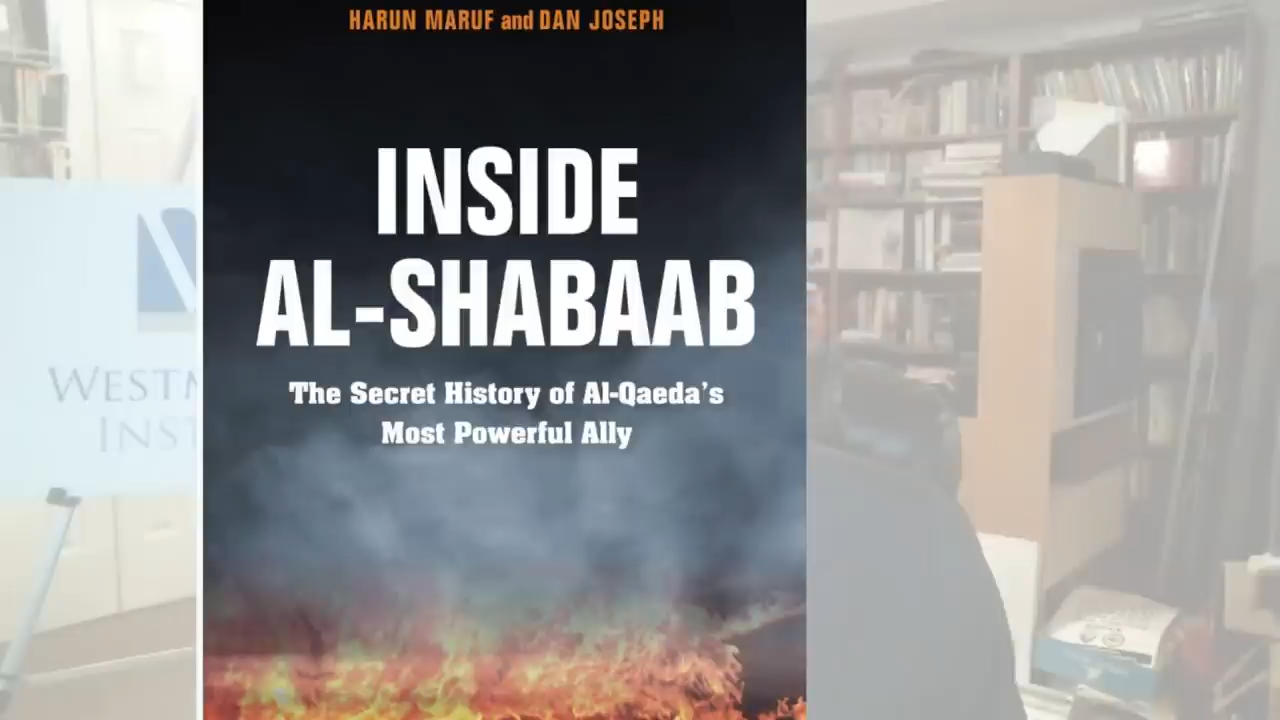 HARUN MARUF and DAN JOSEPH
INSIDE
AL-SHABAAB
The Secret History of Al-Qaeda's
Most Powerful Ally